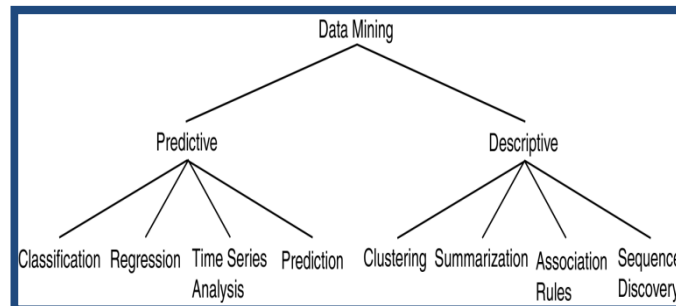 Data Mining
Predictive
Descriptive
Classification
Regression
Time Series
Analysis
Prediction
Clustering
Summarization
Association
Rules
Sequence
Discovery